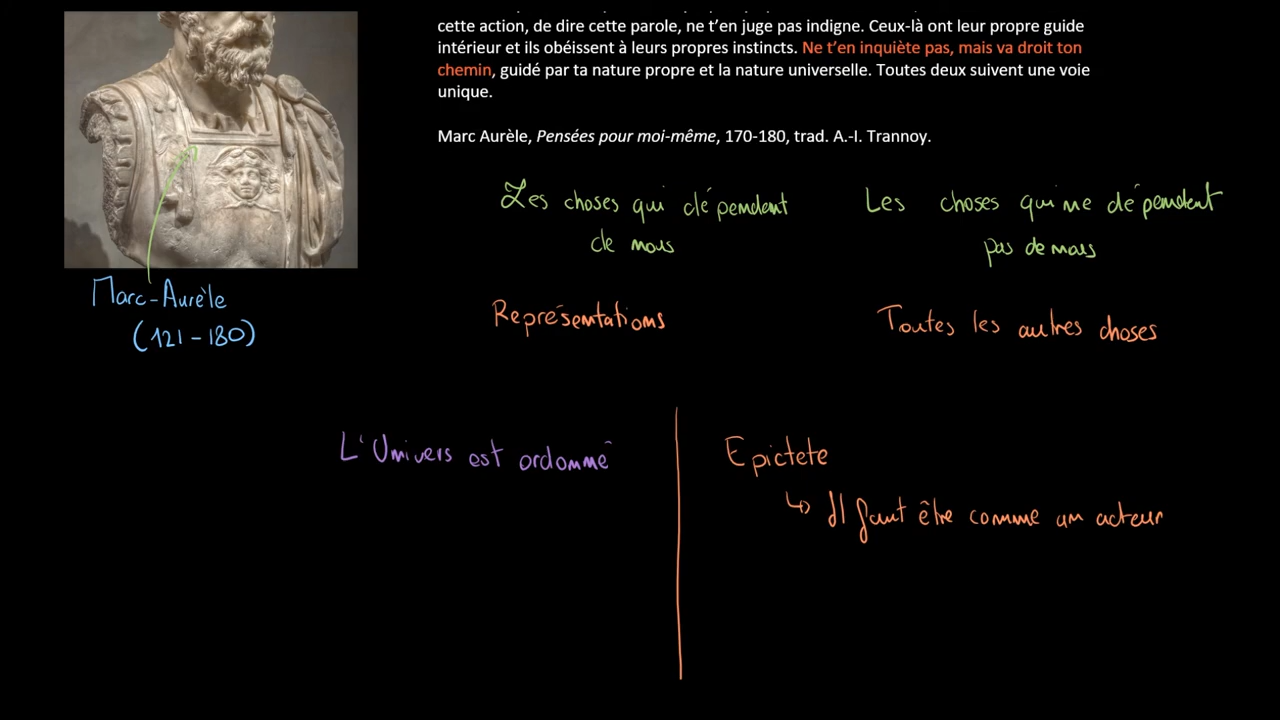 cette action, de dire cette parole, ne t'en juge pas indigne. Ceux-là ont leur propre guide
intérieur et ils obéissent à leurs propres instincts. Ne t'en inquiète pas, mais va droit ton
chemin, guidé par ta nature propre et la nature universelle. Toutes deux suivent une voie
unique.
Marc Aurèle, Pensées pour moi-même, 170-180, trad. A.-I. Trannoy.
Les choses qui dépendent
de nous
Les choses qui ne dépendent
pas de nous
Marc-Aurèle
(121-180)
Représentations
Toutes les autres choses
L'Univers est ordonné
Epictete
↳ Il faut être comme un acteur